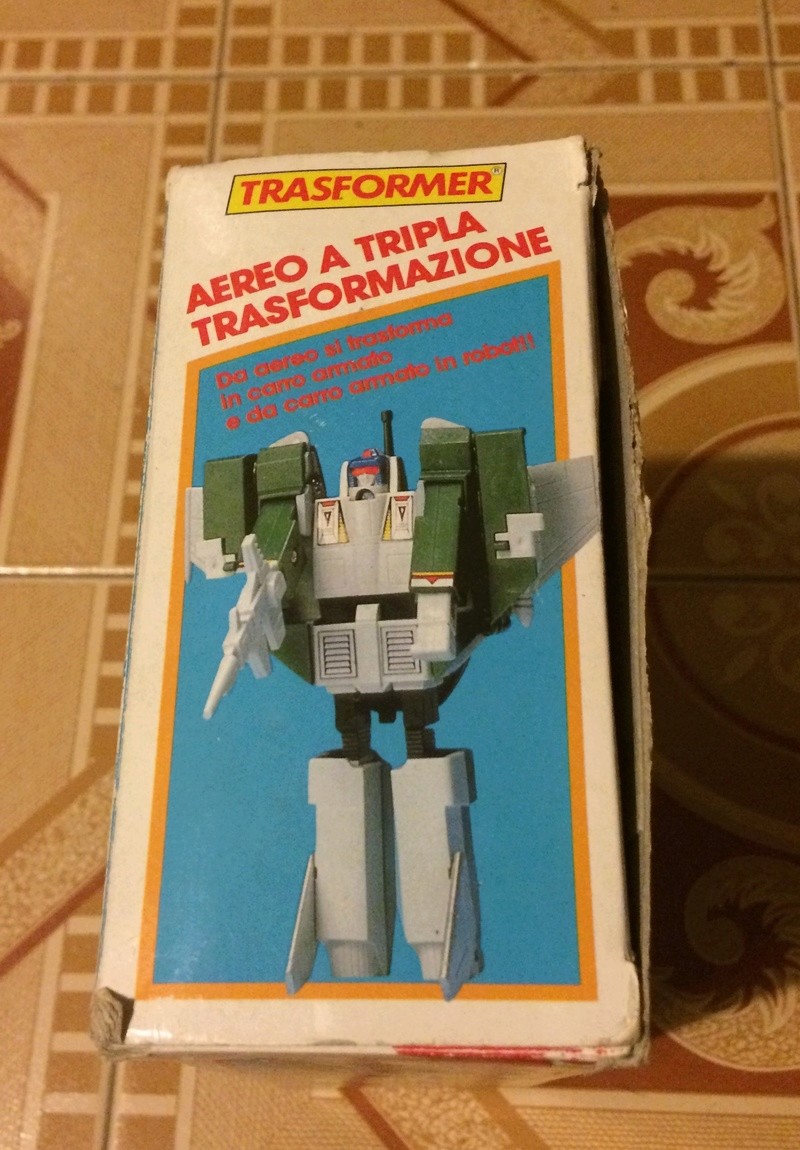 TRASFORMER®
AEREO A TRIPLA
TRASFORMAZIONE
Da aereo si trasforma
in carro armato
e da carro armato in robot!!!